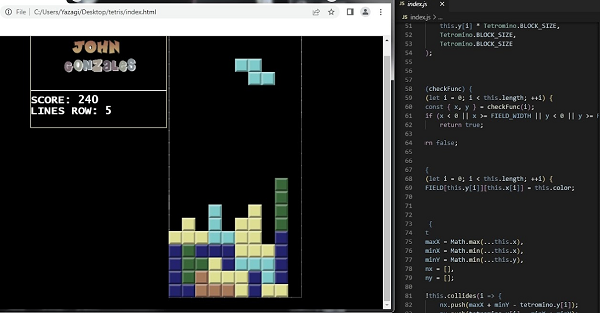 File | C:/Users/Yazagi/Desktop/tetris/index.html
JOHN
GONZALES
SCORE: 240
LINES ROW: 5
index.js
JS index.js > ...
51 this.y[i] * Tetromino.BLOCK_SIZE,
52 Tetromino.BLOCK_SIZE,
53 Tetromino.BLOCK_SIZE
54 );
55
56
57
58 (checkFunc) {
59 (let i = 0; i < this.length; ++i) {
60 const { x, y } = checkFunc(i);
61 if (x < 0 || x >= FIELD_WIDTH || y < 0 || y >=
62 return true;
63
64 rn false;
65
66
67 {
68 (let i = 0; i < this.length; ++i) {
69 FIELD[this.y[i]][this.x[i]] = this.color;
70
71
72
73 {
74 t
75 maxX = Math.max(...this.x),
76 minX = Math.min(...this.x),
77 minY = Math.min(...this.y),
78 nx = [],
79 ny = [];
80
81 !this.collides(i => {
82 nx.push(maxX + minY - tetromino.y[i]);